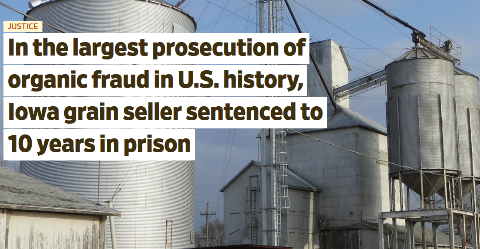 JUSTICE
In the largest prosecution of
organic fraud in U.S. history,
Iowa grain seller sentenced to
10 years in prison